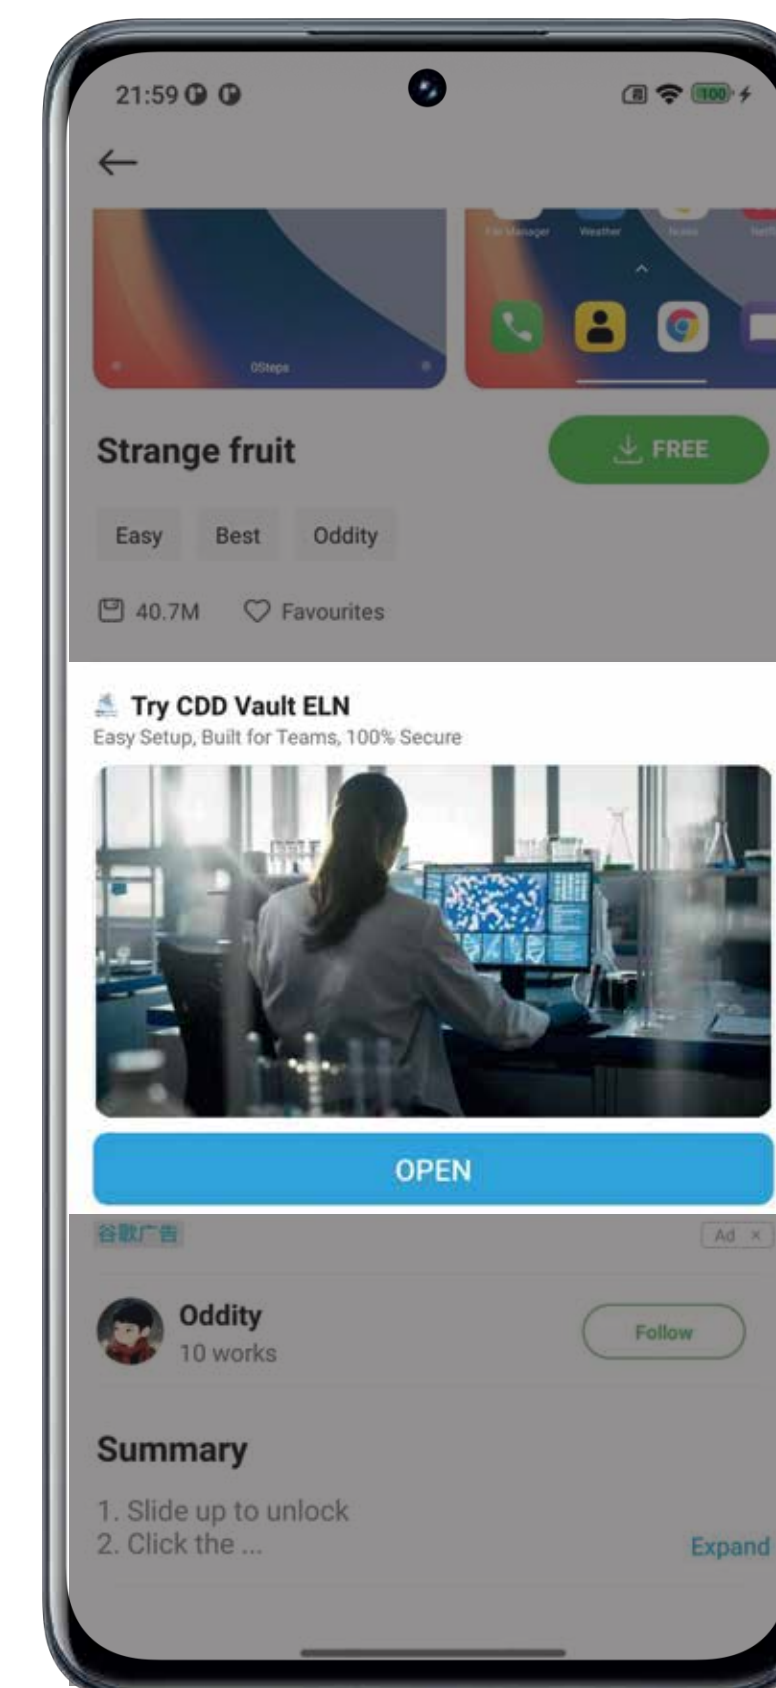 21:59
100
File Manager
Weather
Notes
0Steps
Strange fruit
FREE
Easy
Best
Oddity
40.7M
Favourites
Try CDD Vault ELN
Easy Setup, Built for Teams, 100% Secure
OPEN
谷歌广告
Ad ×
Oddity
10 works
Follow
Summary
1. Slide up to unlock
2. Click the ...
Expand